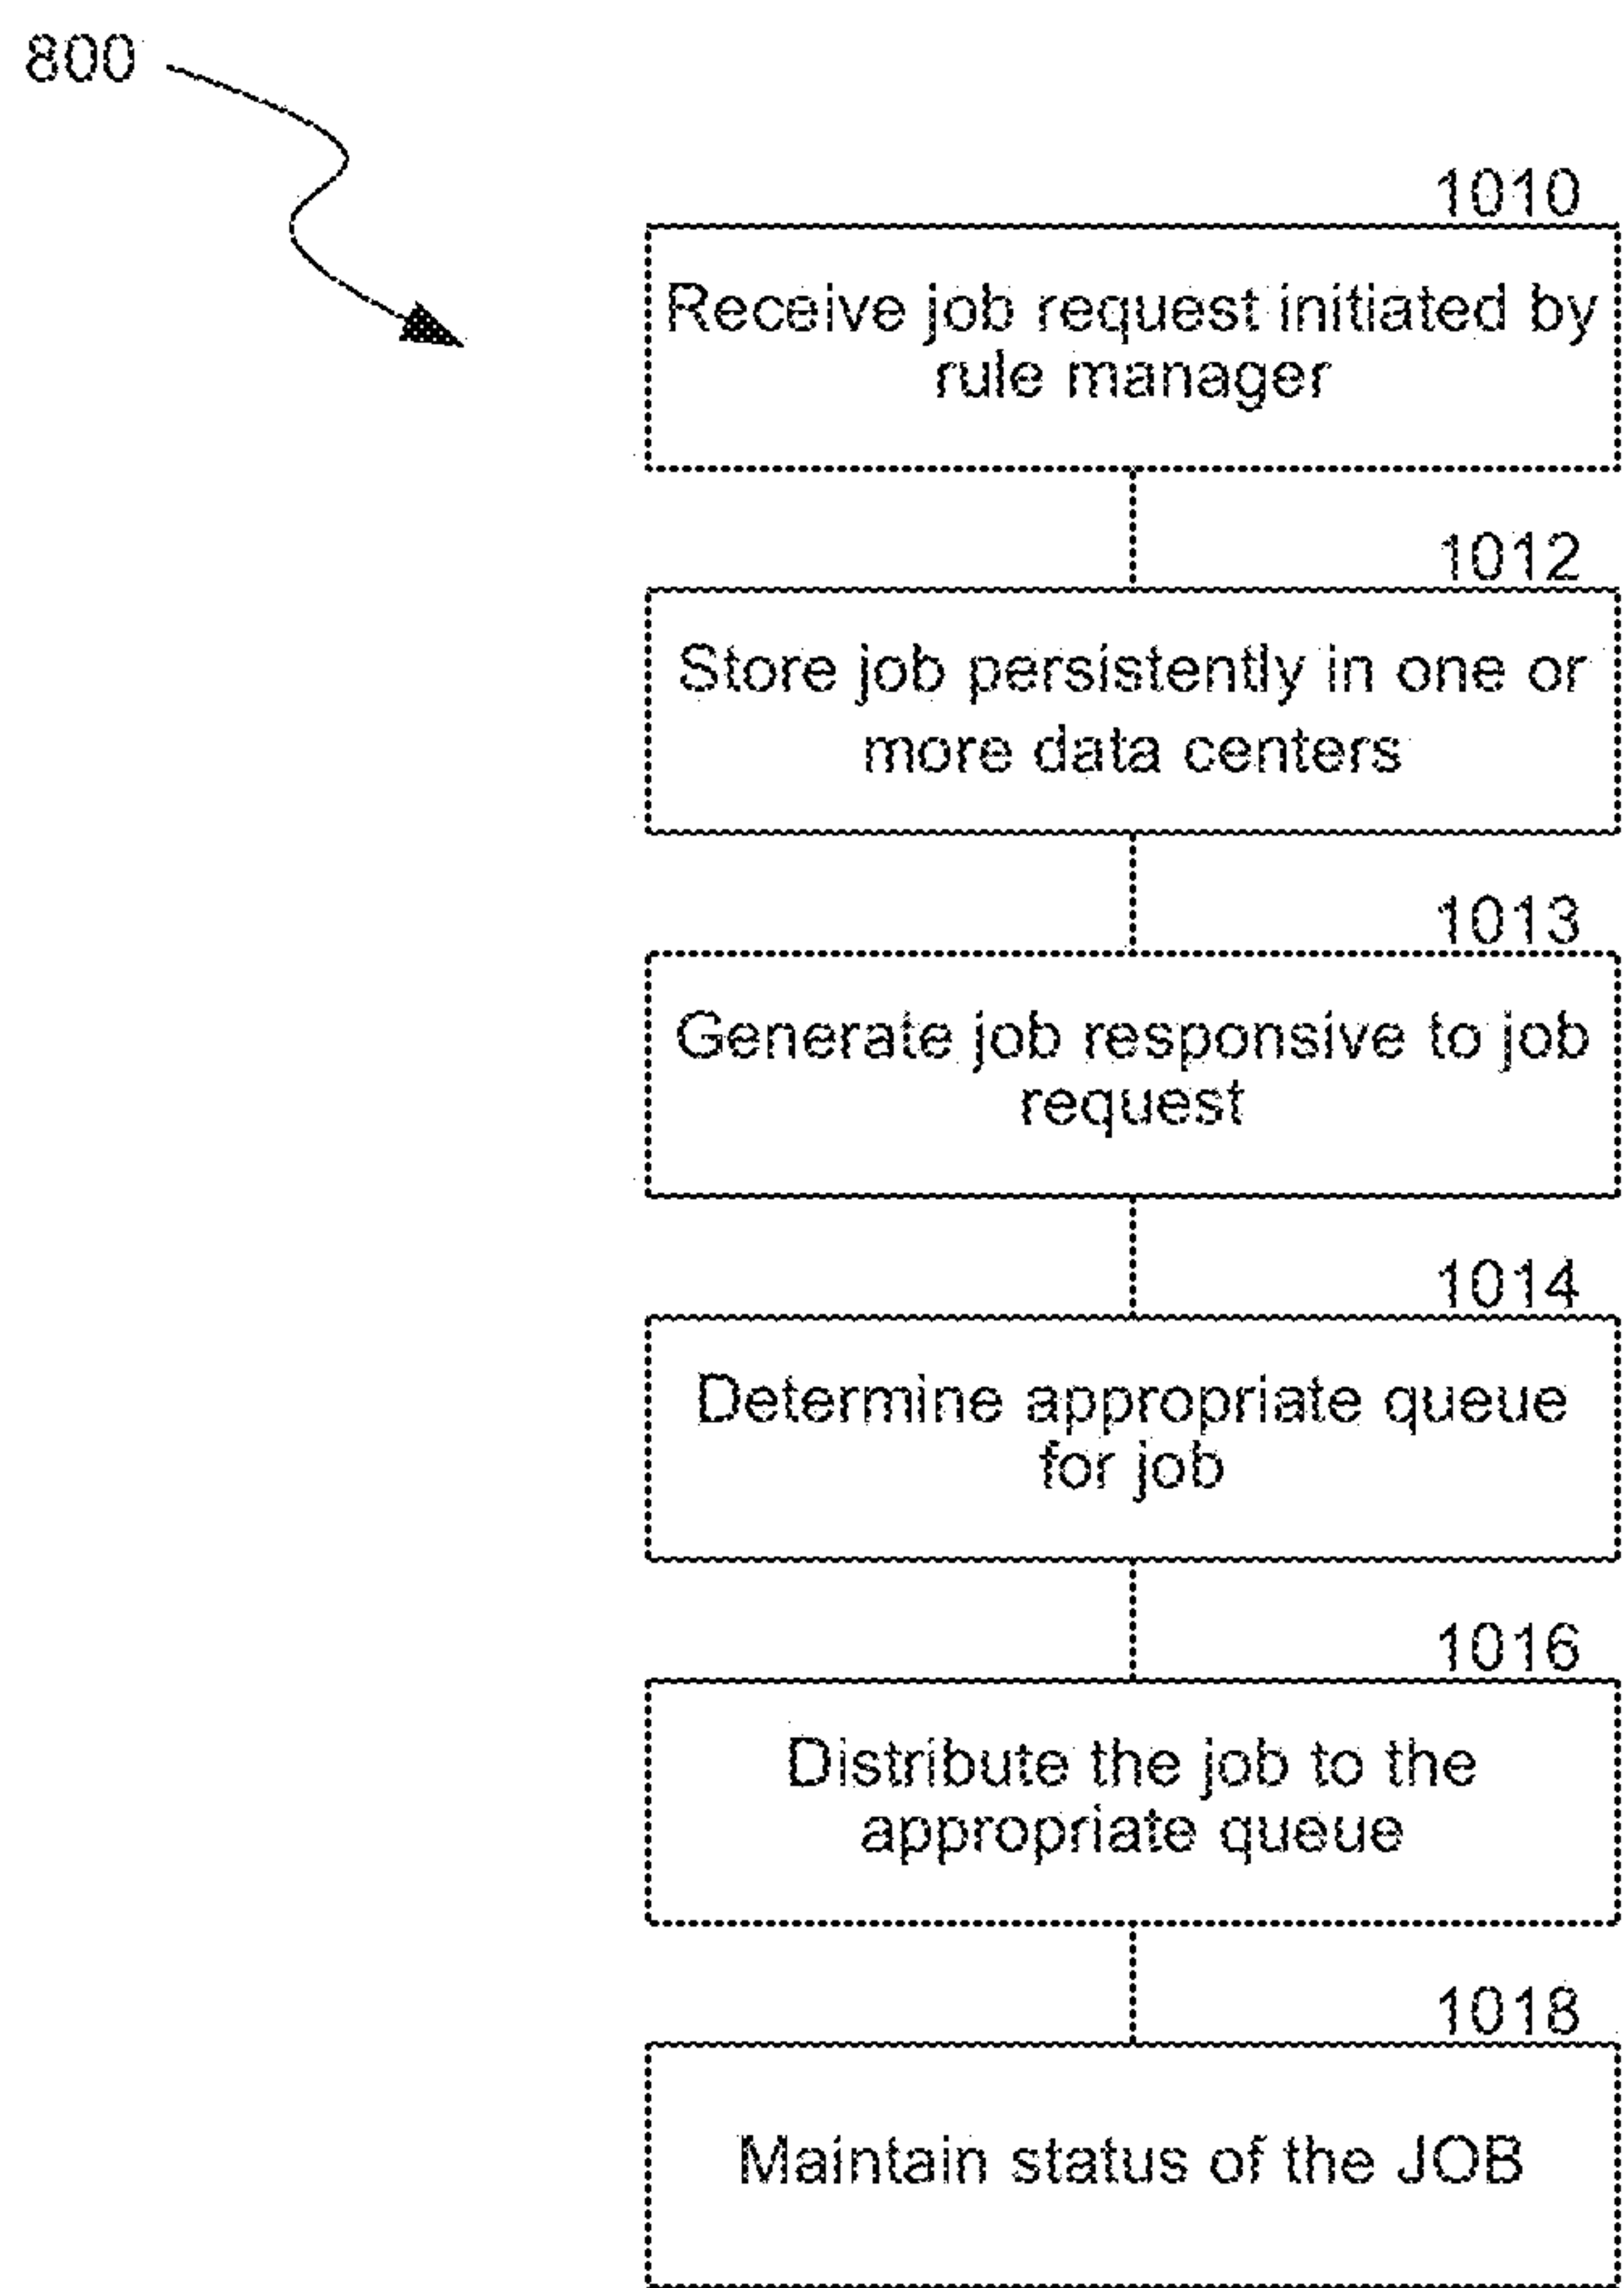 800
1010
Receive job request initiated by
rule manager
1012
Store job persistently in one or
more data centers
1013
Generate job responsive to job
request
1014
Determine appropriate queue
for job
1016
Distribute the job to the
appropriate queue
1018
Maintain status of the JOB